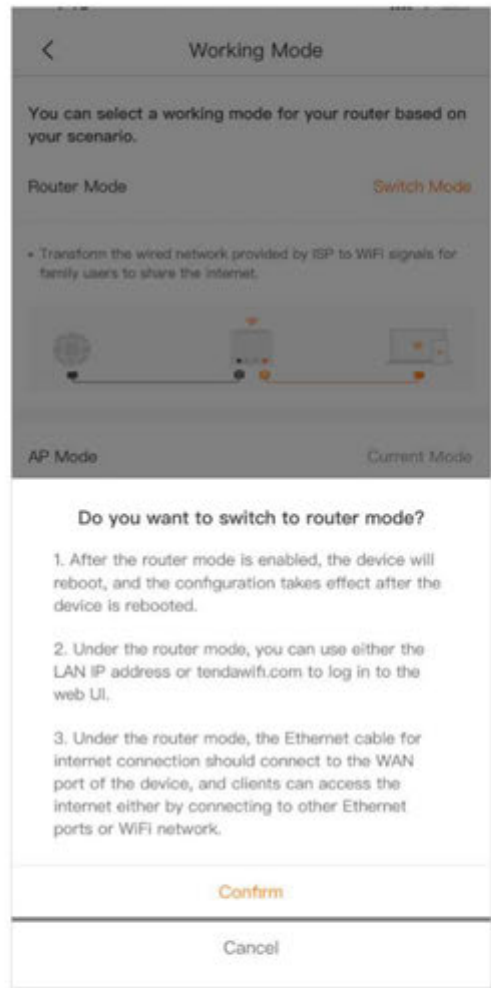 Working Mode
You can select a working mode for your router based on
your scenario.
Router Mode
Switch Mode
• Transform the wired network provided by ISP to WiFi signals for
family users to share the internet.
AP Mode
Current Mode
Do you want to switch to router mode?
1. After the router mode is enabled, the device will
reboot, and the configuration takes effect after the
device is rebooted.
2. Under the router mode, you can use either the
LAN IP address or tendawifi.com to log in to the
web UI.
3. Under the router mode, the Ethernet cable for
internet connection should connect to the WAN
port of the device, and clients can access the
internet either by connecting to other Ethernet
ports or WiFi network.
Confirm
Cancel